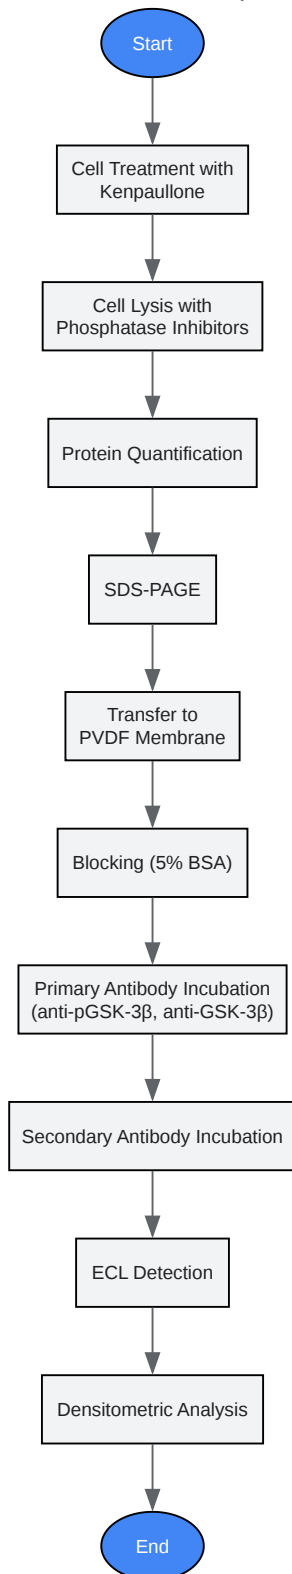 Start
Cell Treatment with
Kenpaullone
Cell Lysis with
Phosphatase Inhibitors
Protein Quantification
SDS-PAGE
Transfer to
PVDF Membrane
Blocking (5% BSA)
Primary Antibody Incubation
(anti-pGSK-3β, anti-GSK-3β)
Secondary Antibody Incubation
ECL Detection
Densitometric Analysis
End